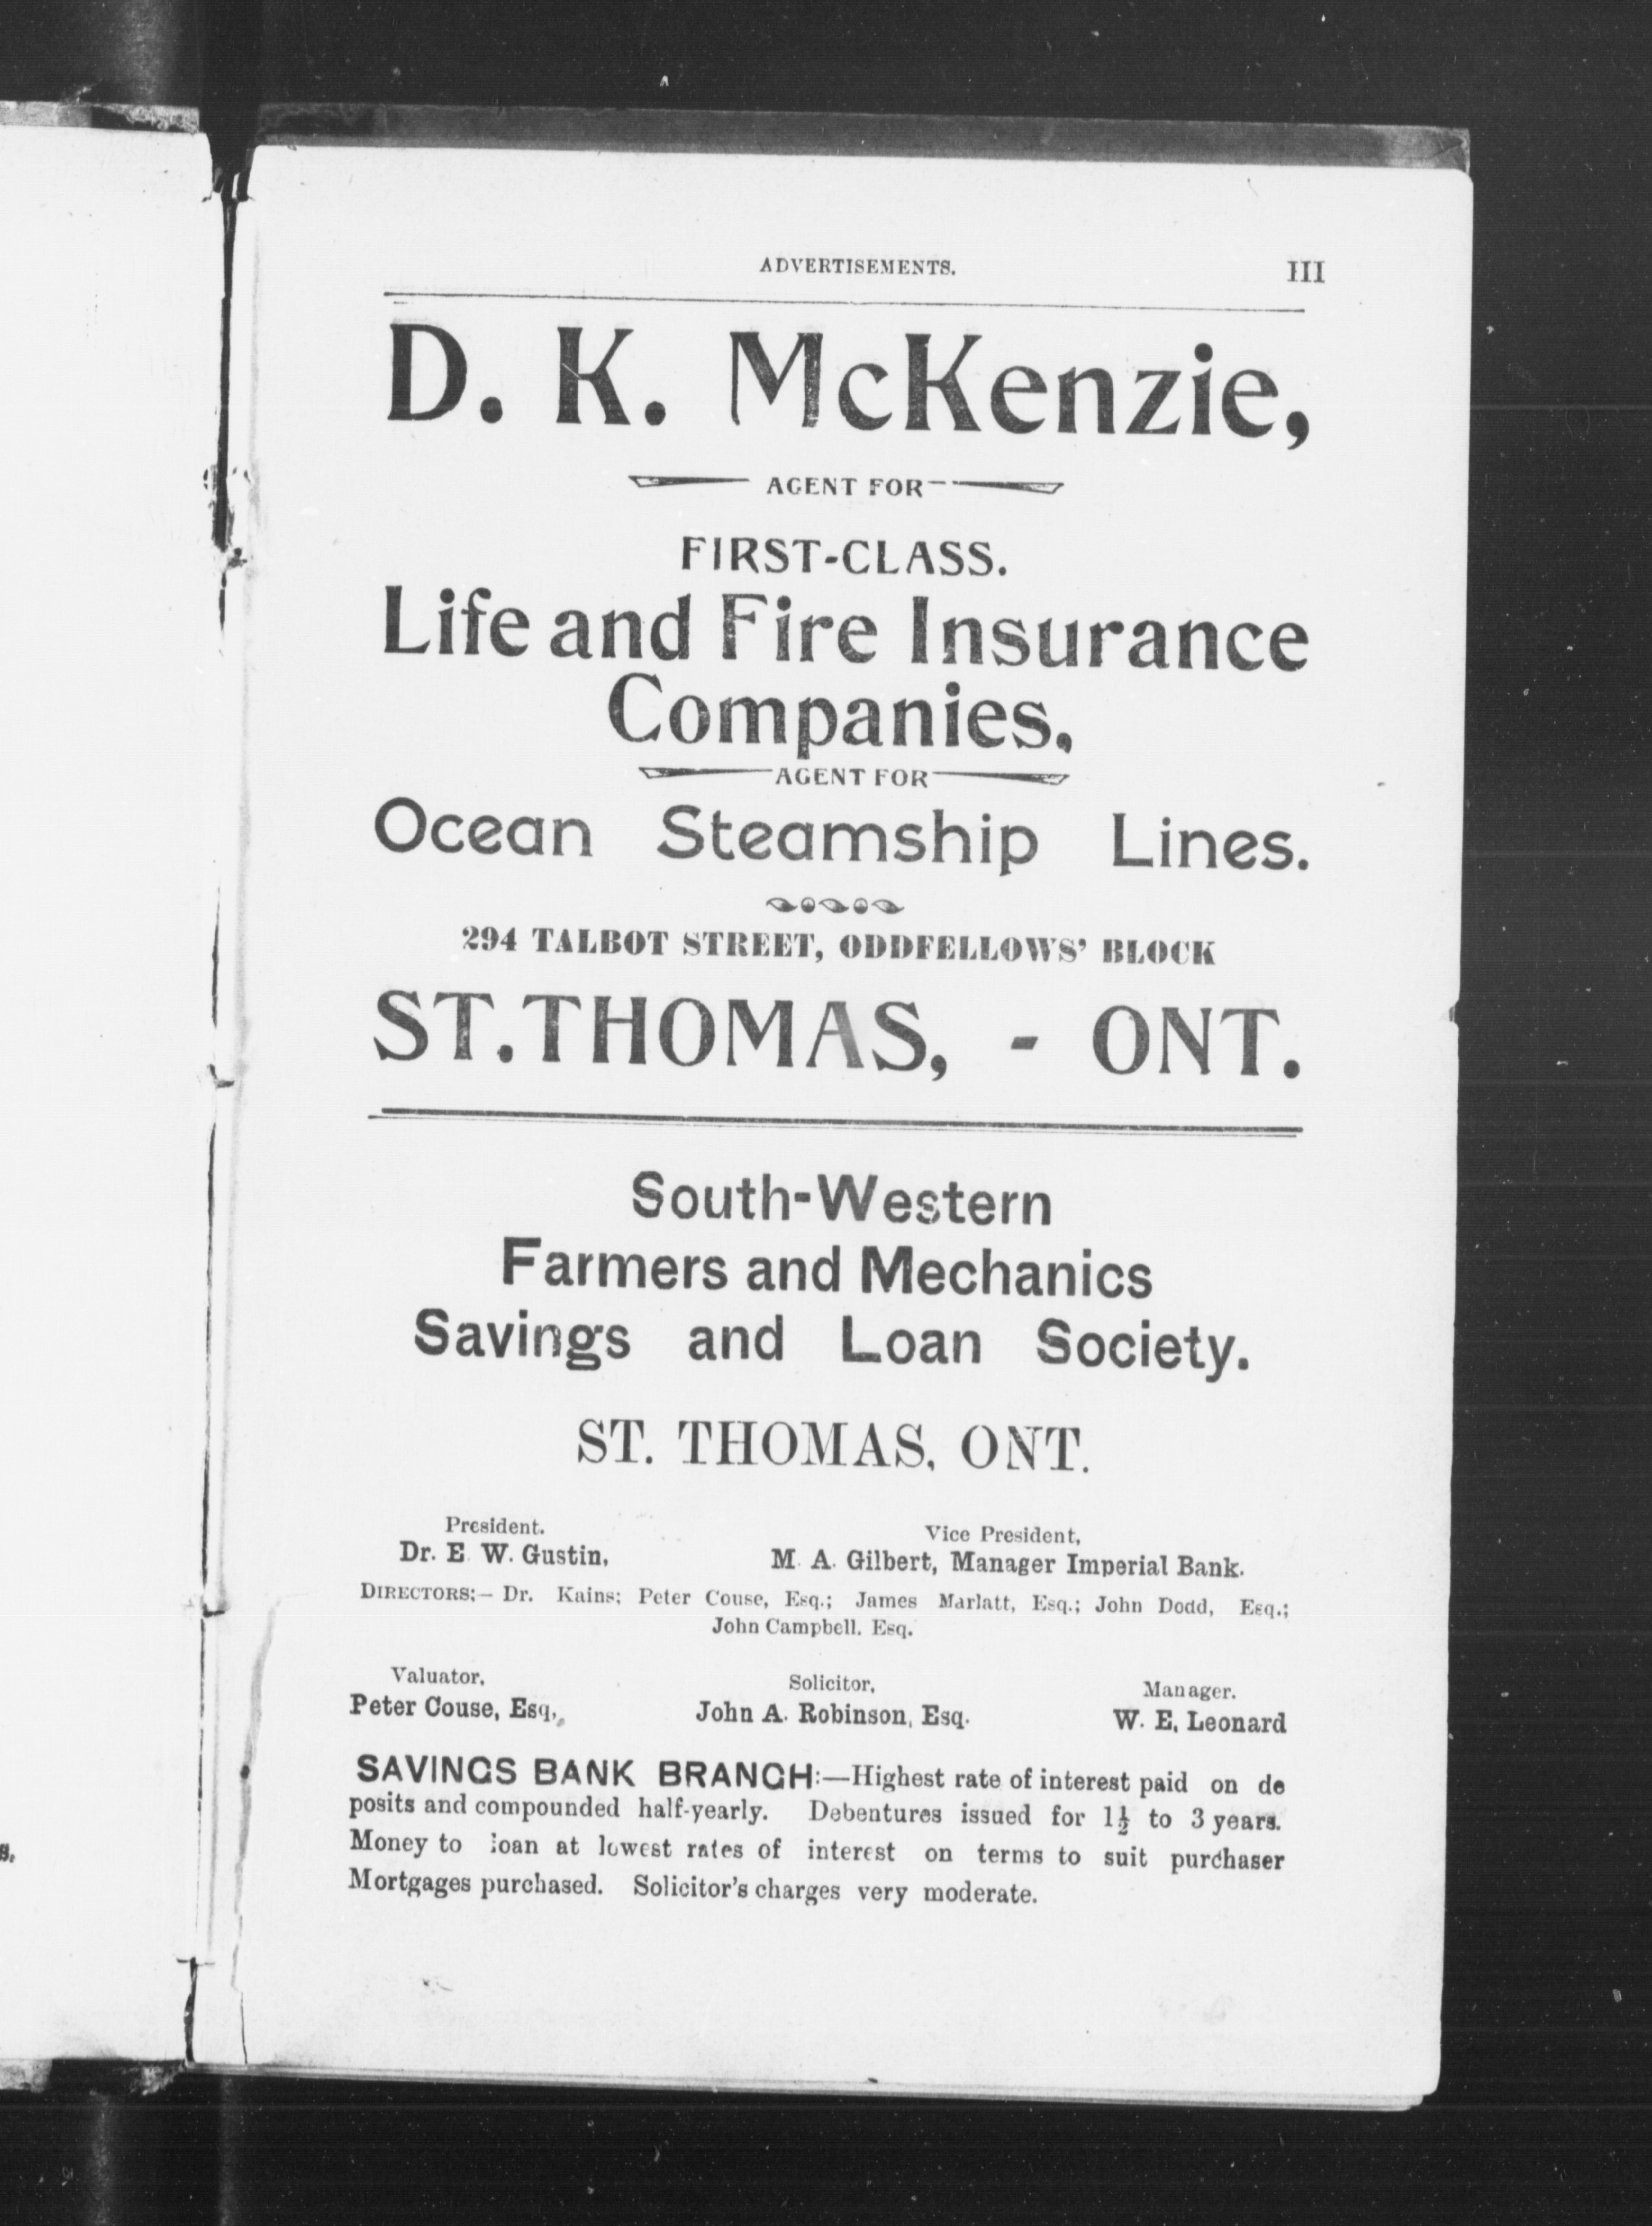 ADVERTISEMENTS. III
D. K. McKenzie,
AGENT FOR
FIRST-CLASS.
Life and Fire Insurance
Companies.
AGENT FOR
Ocean Steamship Lines.
294 TALBOT STREET, ODDFELLOWS' BLOCK
ST. THOMAS, - ONT.
South-Western
Farmers and Mechanics
Savings and Loan Society.
ST. THOMAS, ONT.
President. Vice President,
Dr. E. W. Gustin, M. A. Gilbert, Manager Imperial Bank.
DIRECTORS:— Dr. Kains; Peter Couse, Esq.; James Marlatt, Esq.; John Dodd, Esq.;
John Campbell, Esq.
Valuator, Solicitor, Manager.
Peter Couse, Esq., John A. Robinson, Esq. W. E. Leonard
SAVINGS BANK BRANCH:—Highest rate of interest paid on de
posits and compounded half-yearly. Debentures issued for 1½ to 3 years.
Money to loan at lowest rates of interest on terms to suit purchaser
Mortgages purchased. Solicitor's charges very moderate.